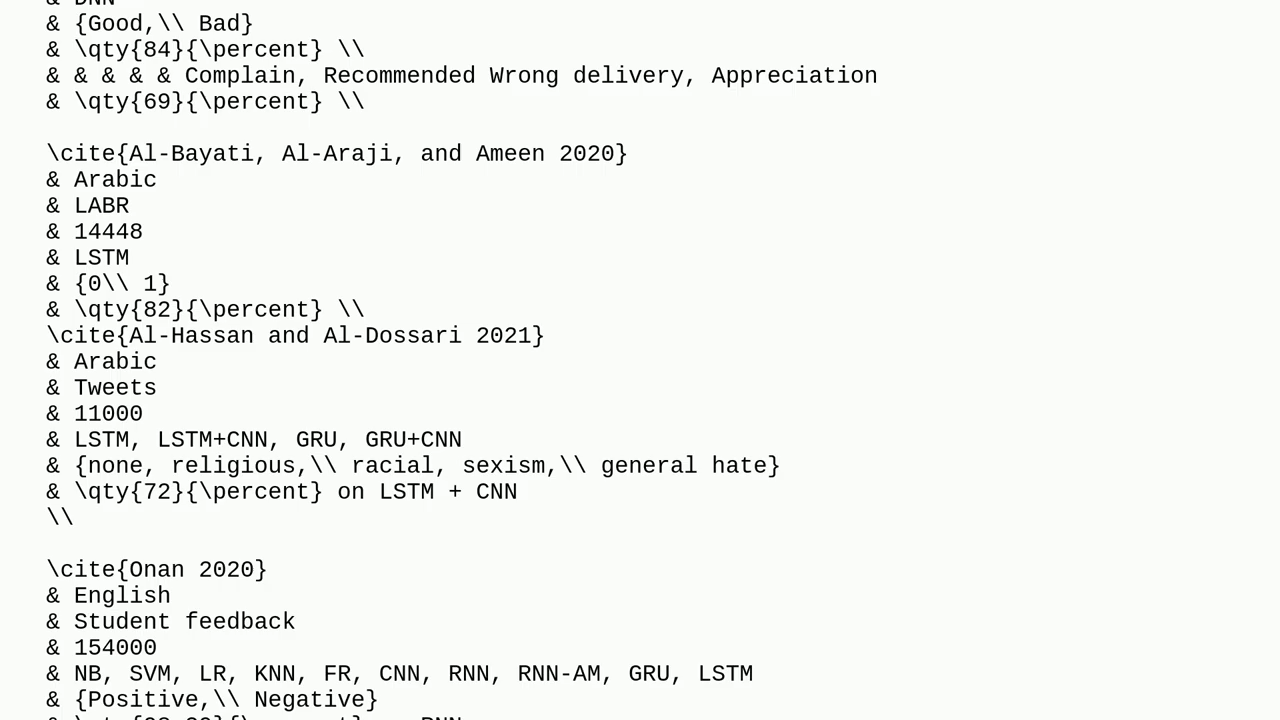 & DNN
& {Good,\\ Bad}
& \qty{84}{\percent} \\
& & & & & Complain, Recommended Wrong delivery, Appreciation
& \qty{69}{\percent} \\
\cite{Al-Bayati, Al-Araji, and Ameen 2020}
& Arabic
& LABR
& 14448
& LSTM
& {0\\ 1}
& \qty{82}{\percent} \\
\cite{Al-Hassan and Al-Dossari 2021}
& Arabic
& Tweets
& 11000
& LSTM, LSTM+CNN, GRU, GRU+CNN
& {none, religious,\\ racial, sexism,\\ general hate}
& \qty{72}{\percent} on LSTM + CNN
\\
\cite{Onan 2020}
& English
& Student feedback
& 154000
& NB, SVM, LR, KNN, FR, CNN, RNN, RNN-AM, GRU, LSTM
& {Positive,\\ Negative}